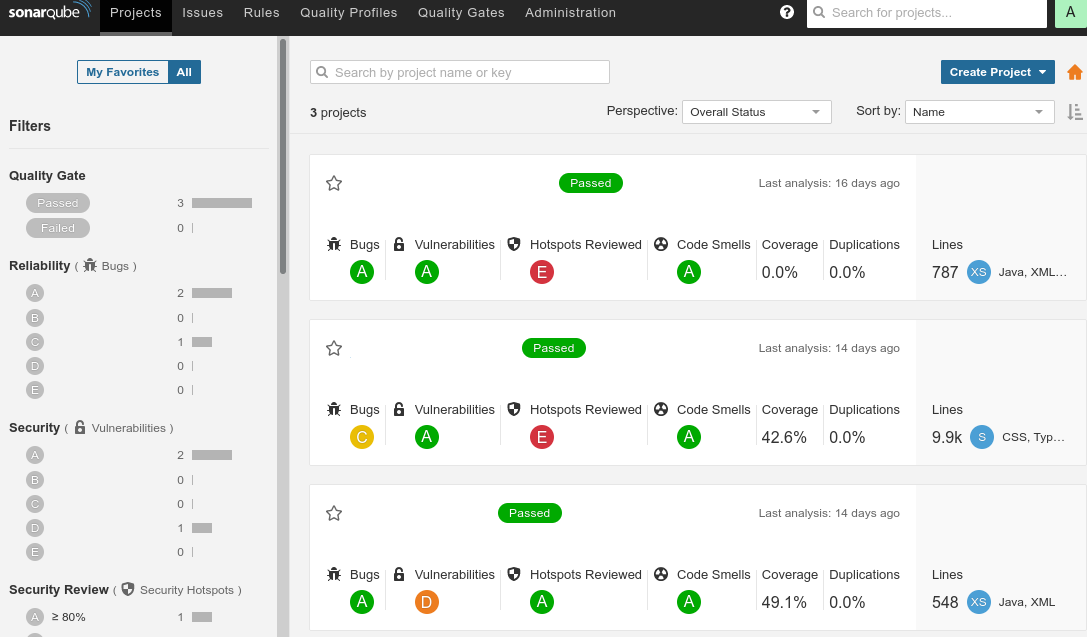 sonarqube Projects Issues Rules Quality Profiles Quality Gates Administration ? Search for projects... A
My Favorites All
Search by project name or key Create Project
3 projects Perspective: Overall Status Sort by: Name
Filters
Quality Gate
Passed 3
Failed 0
Reliability ( Bugs )
A 2
B 0
C 1
D 0
E 0
Security ( Vulnerabilities )
A 2
B 0
C 0
D 1
E 0
Security Review ( Security Hotspots )
A ≥ 80% 1
Passed Last analysis: 16 days ago
Bugs Vulnerabilities Hotspots Reviewed Code Smells Coverage Duplications Lines
A A E A 0.0% 0.0% 787 XS Java, XML...
Passed Last analysis: 14 days ago
Bugs Vulnerabilities Hotspots Reviewed Code Smells Coverage Duplications Lines
C A E A 42.6% 0.0% 9.9k S CSS, Typ...
Passed Last analysis: 14 days ago
Bugs Vulnerabilities Hotspots Reviewed Code Smells Coverage Duplications Lines
A D A A 49.1% 0.0% 548 XS Java, XML